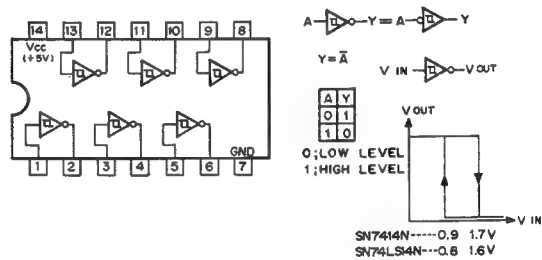 14 13 12 11 10 9 8
Vcc
(+5V)
GND
1 2 3 4 5 6 7
A Y = A Y
Y = A̅
V IN V OUT
A Y
0 1
1 0
0;LOW LEVEL
1;HIGH LEVEL
V OUT
V IN
SN7414N-----0.9 1.7V
SN74LS14N---0.8 1.6V